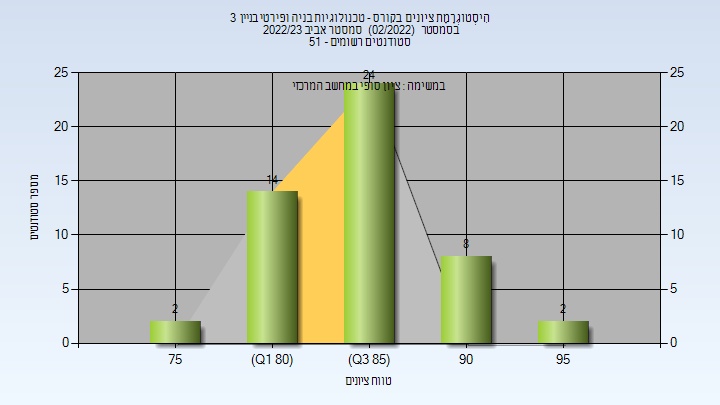 היסטוגרמת ציונים בקורס - טכנולוגיות בניה ופירטי בניין 3
בסמסטר (02/2022) סמסטר אביב 2022/23
סטודנטים רשומים - 51
במשימה : ציון סופי במחשב המרכזי
25
20
15
10
5
0
25
20
15
10
5
0
מספר סטודנטים
2
14
24
8
2
75
(Q1 80)
(Q3 85)
90
95
טווח ציונים